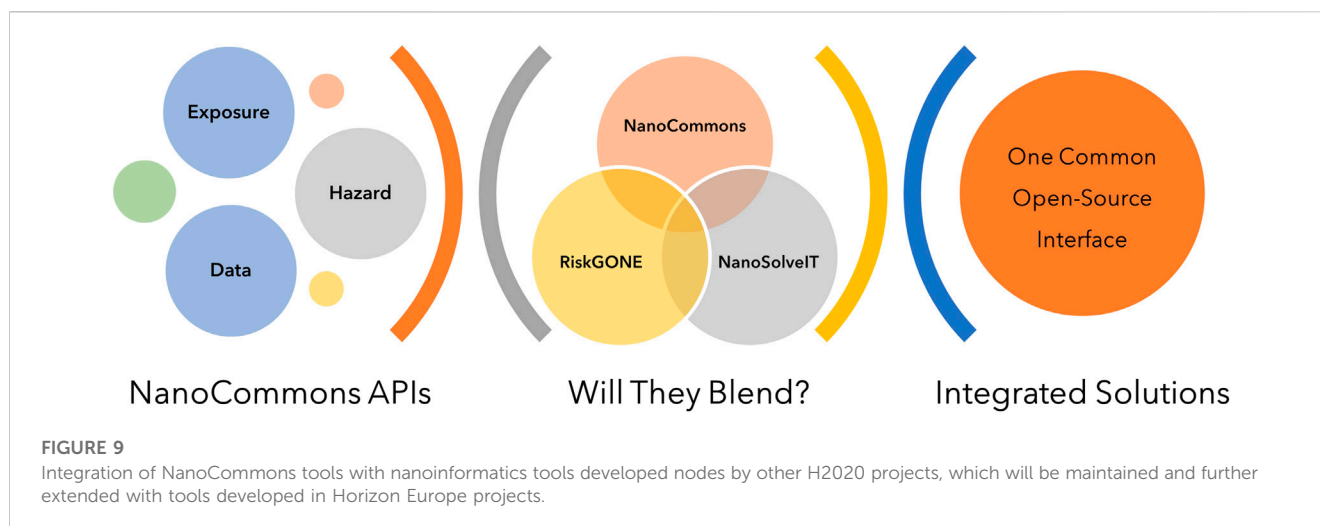 Exposure
Hazard
Data
NanoCommons
RiskGONE
NanoSolveIT
One Common
Open-Source
Interface
NanoCommons APIs
Will They Blend?
Integrated Solutions
FIGURE 9
Integration of NanoCommons tools with nanoinformatics tools developed nodes by other H2020 projects, which will be maintained and further
extended with tools developed in Horizon Europe projects.